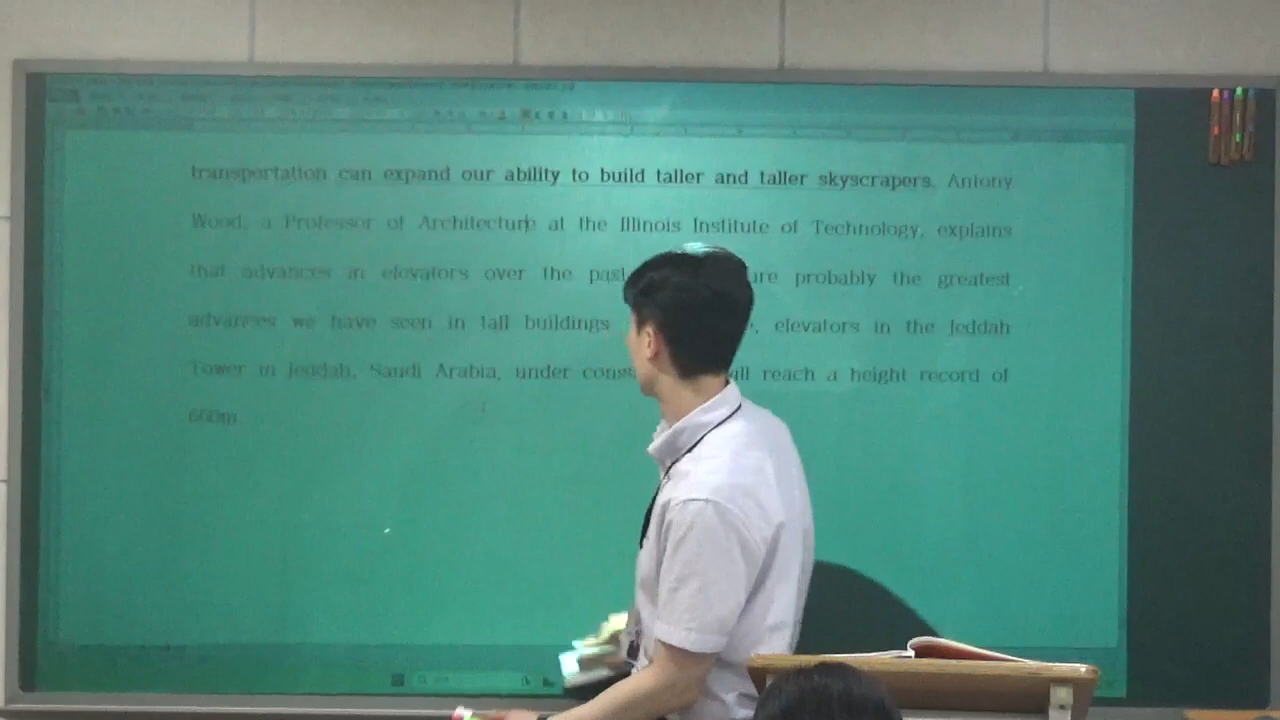 transportation can expand our ability to build taller and taller skyscrapers. Antony
Wood, a Professor of Architecture at the Illinois Institute of Technology, explains
that advances in elevators over the past are probably the greatest
advances we have seen in tall buildings elevators in the Jeddah
Tower in Jeddah, Saudi Arabia, under will reach a height record of
660m